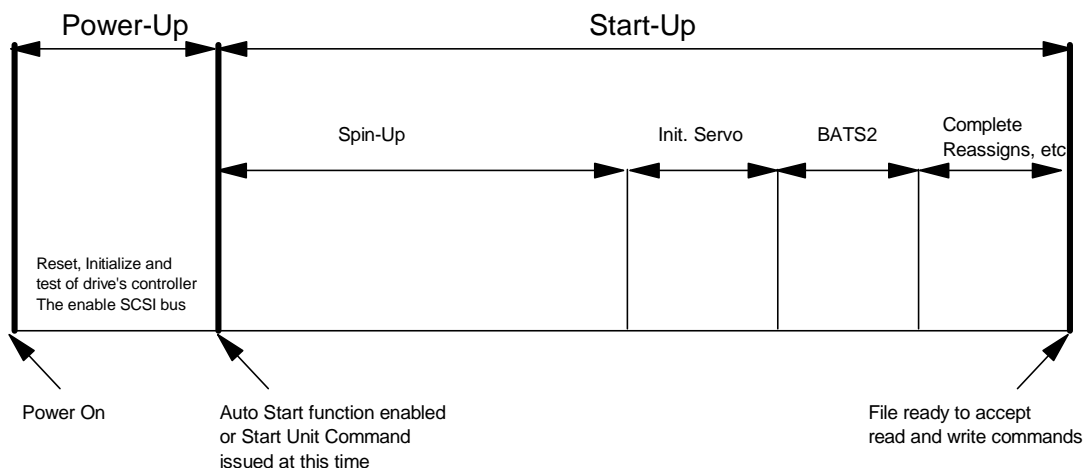 Power-Up
Start-Up
Spin-Up
Init. Servo
BATS2
Complete
Reassigns, etc
Reset, Initialize and
test of drive's controller
The enable SCSI bus
Power On
Auto Start function enabled
or Start Unit Command
issued at this time
File ready to accept
read and write commands